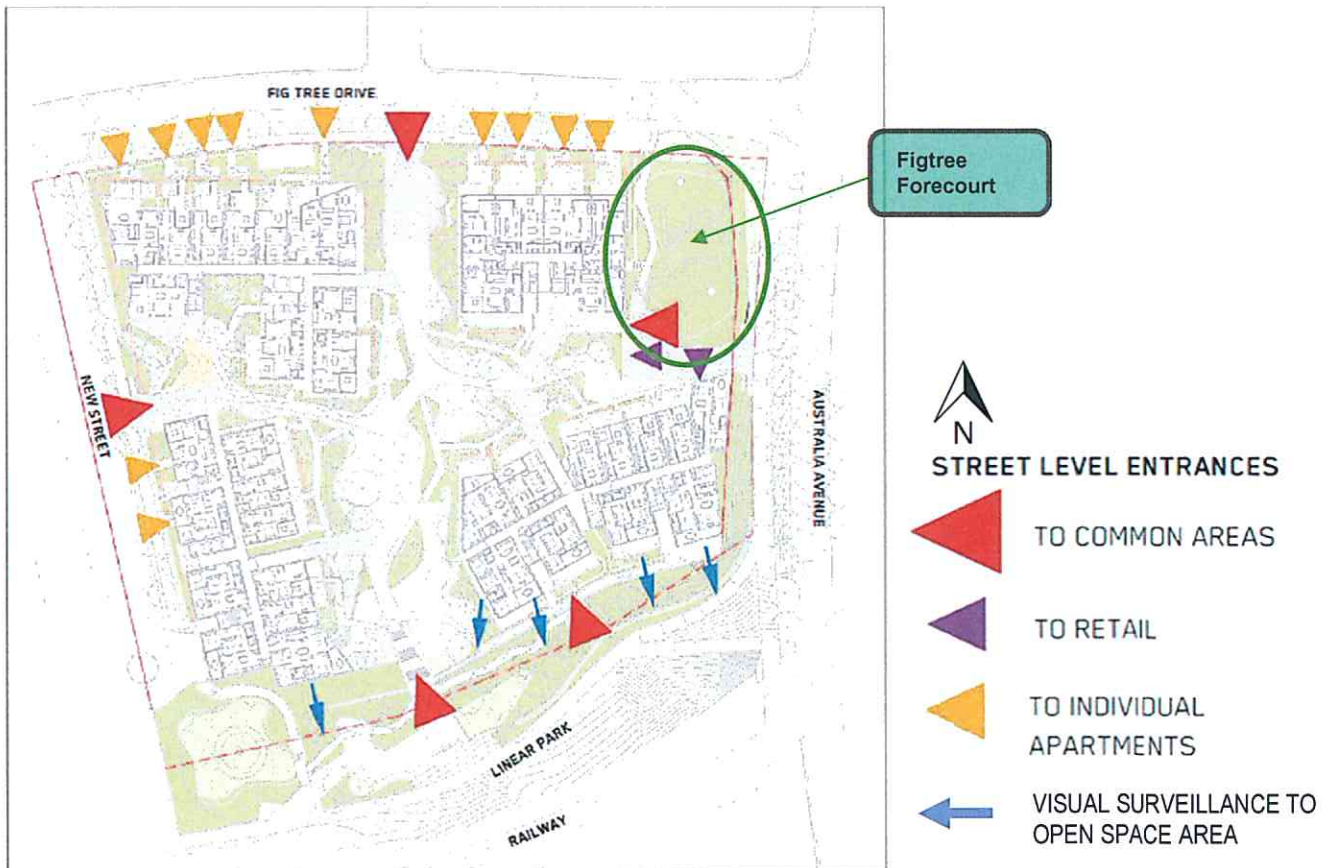 FIG TREE DRIVE
Figtree
Forecourt
NEW STREET
AUSTRALIA AVENUE
N
STREET LEVEL ENTRANCES
TO COMMON AREAS
TO RETAIL
TO INDIVIDUAL
APARTMENTS
VISUAL SURVEILLANCE TO
OPEN SPACE AREA
LINEAR PARK
RAILWAY